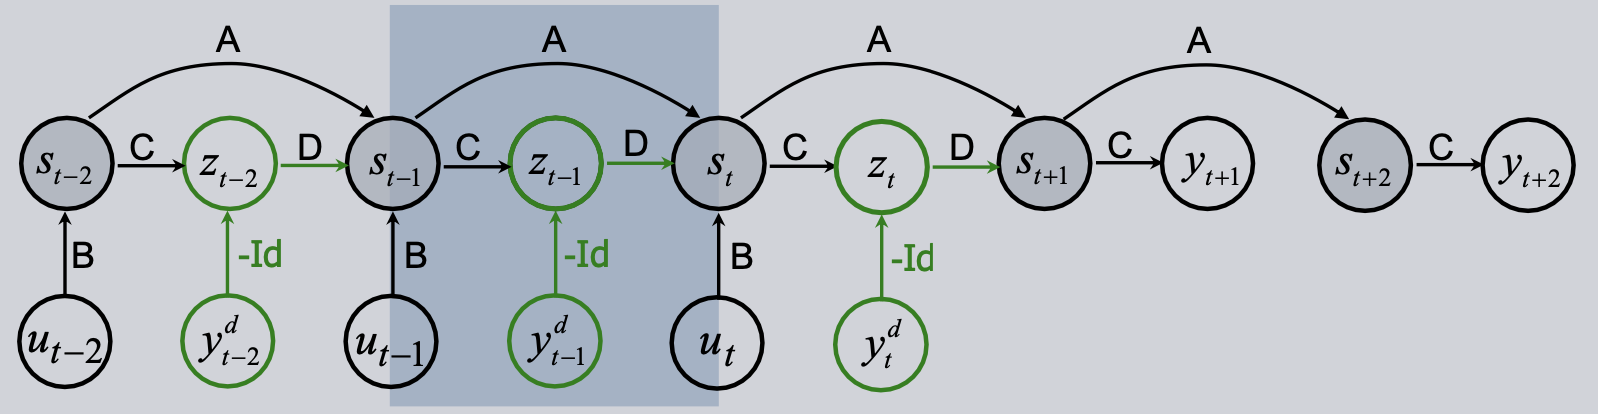 A A A A
s_{t-2} C z_{t-2} D s_{t-1} C z_{t-1} D s_t C z_t D s_{t+1} C y_{t+1} s_{t+2} C y_{t+2}
B -Id B -Id B -Id
u_{t-2} y^d_{t-2} u_{t-1} y^d_{t-1} u_t y^d_t